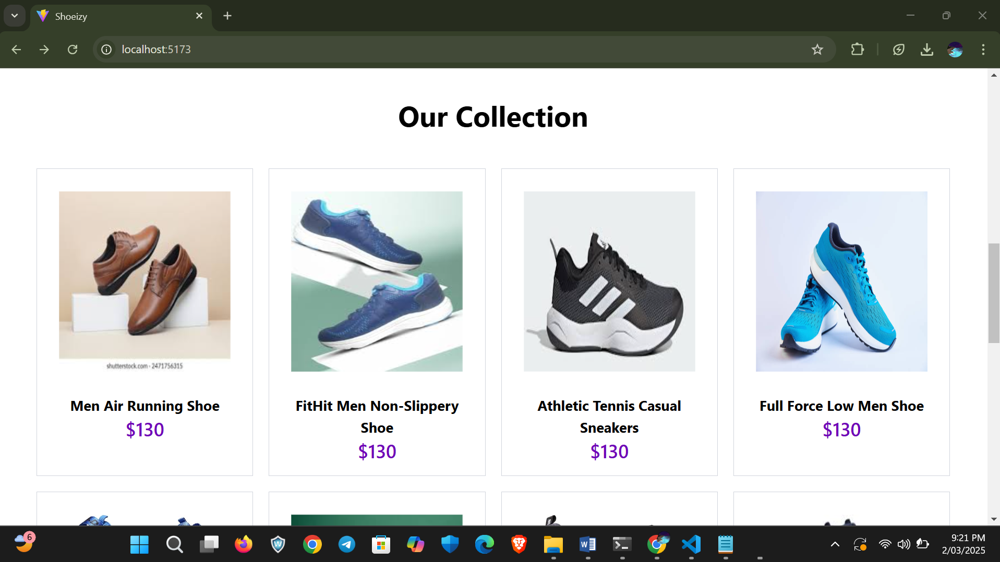 Shoeizy
localhost:5173
Our Collection
shutterstock.com · 2471756315
Men Air Running Shoe
$130
FitHit Men Non-Slippery
Shoe
$130
Athletic Tennis Casual
Sneakers
$130
Full Force Low Men Shoe
$130
6
9:21 PM
2/03/2025